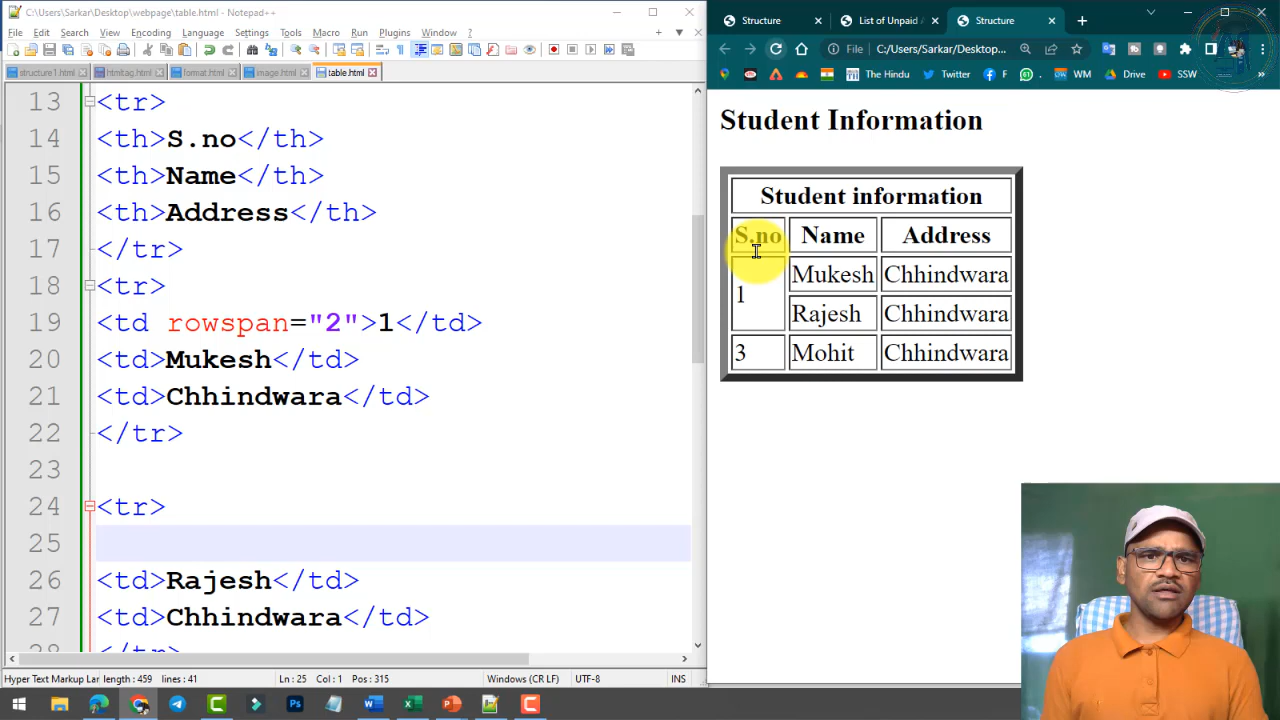 C:\Users\Sarkar\Desktop\webpage\table.html - Notepad++
File Edit Search View Encoding Language Settings Tools Macro Run Plugins Window ?
structure1.html htmltag.html format.html image.html table.html
13 <tr>
14 <th>S.no</th>
15 <th>Name</th>
16 <th>Address</th>
17 </tr>
18 <tr>
19 <td rowspan="2">1</td>
20 <td>Mukesh</td>
21 <td>Chhindwara</td>
22 </tr>
23
24 <tr>
25
26 <td>Rajesh</td>
27 <td>Chhindwara</td>
28 </tr>
Hyper Text Markup Lar length : 459 lines : 41 Ln : 25 Col : 1 Pos : 315 Windows (CR LF) UTF-8 INS
Structure List of Unpaid Structure
File C:/Users/Sarkar/Desktop...
The Hindu Twitter F . WM Drive SSW
Student Information
Student information
S.no Name Address
1 Mukesh Chhindwara
Rajesh Chhindwara
3 Mohit Chhindwara